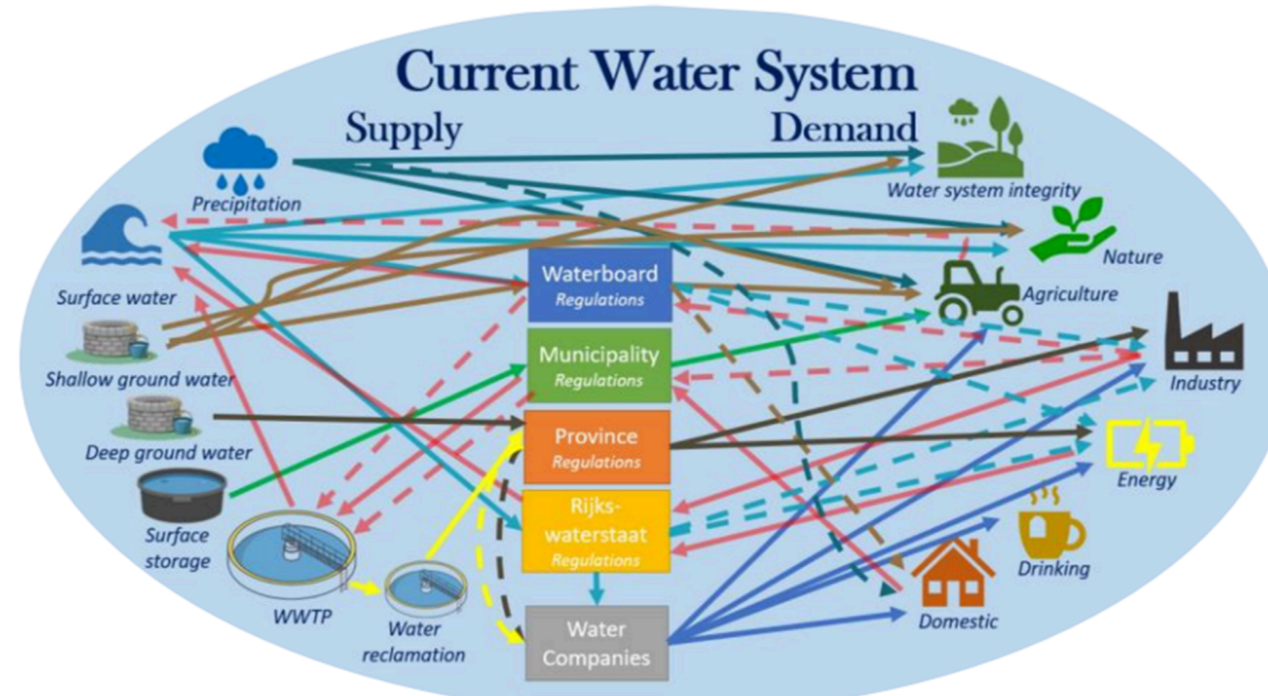 Current Water System
Supply
Demand
Precipitation
Water system integrity
Surface water
Nature
Waterboard
Regulations
Agriculture
Shallow ground water
Municipality
Regulations
Industry
Deep ground water
Province
Regulations
Energy
Surface
storage
Rijks-
waterstaat
Regulations
Drinking
WWTP
Water
reclamation
Domestic
Water
Companies